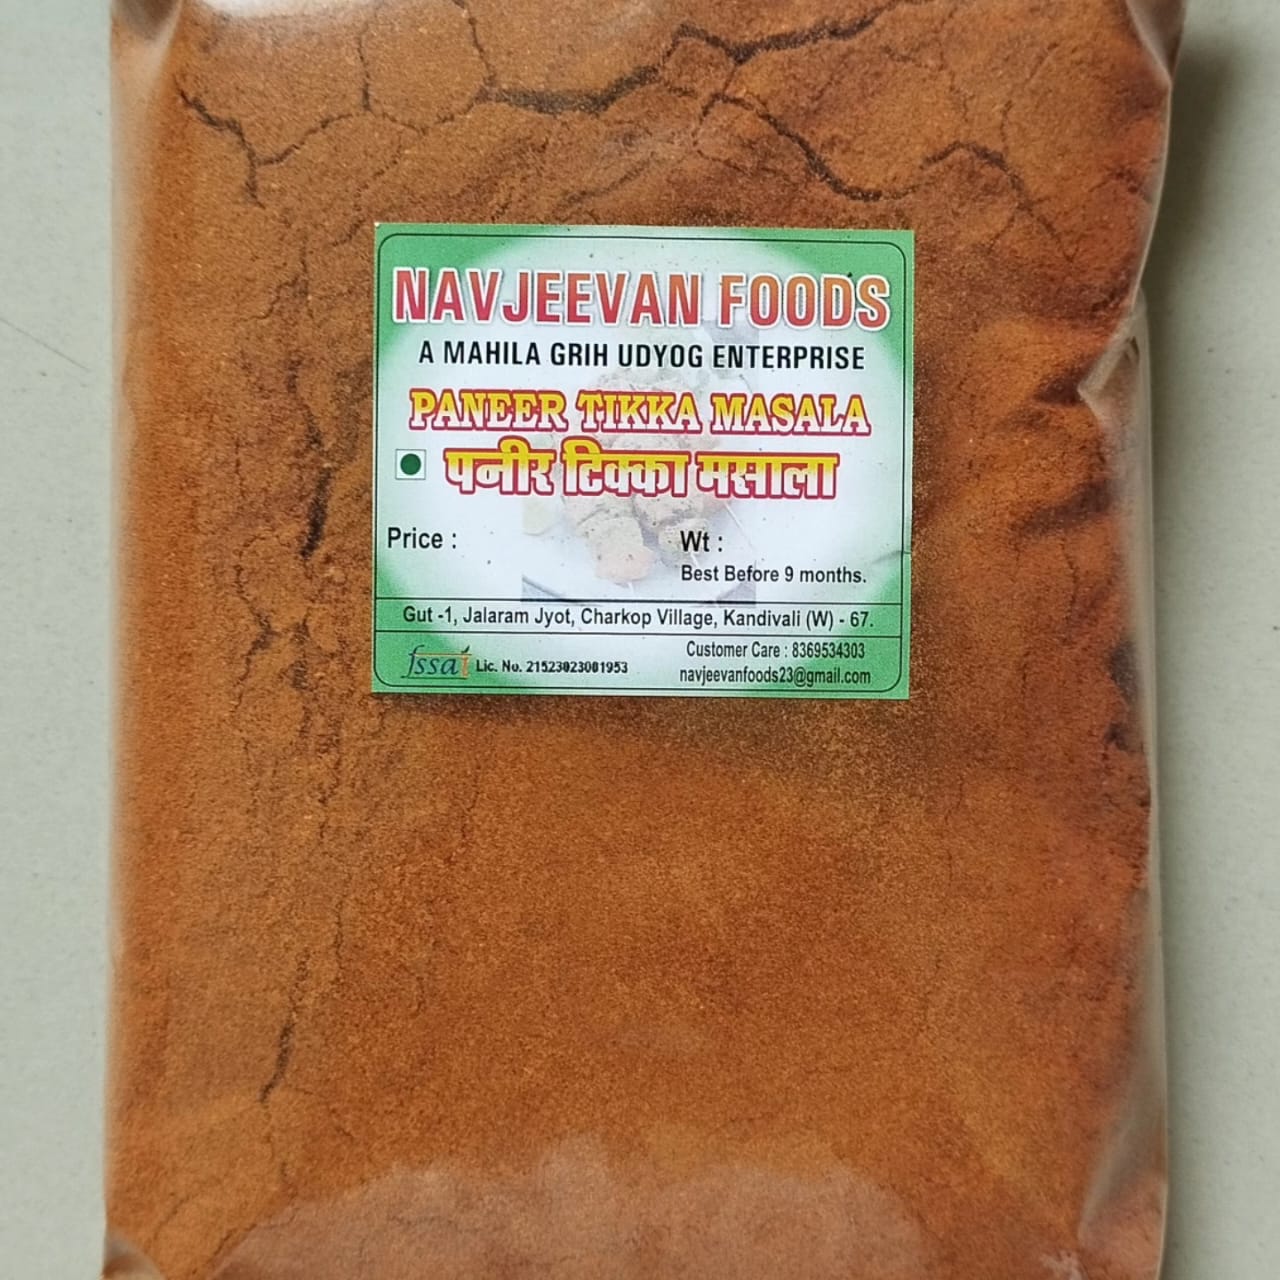 NAVJEEVAN FOODS
A MAHILA GRIH UDYOG ENTERPRISE
PANEER TIKKA MASALA
पनीर टिक्का मसाला
Price :
Wt :
Best Before 9 months.
Gut -1, Jalaram Jyot, Charkop Village, Kandivali (W) - 67.
fssai Lic. No. 21523023001953
Customer Care : 8369534303
navjeevanfoods23@gmail.com